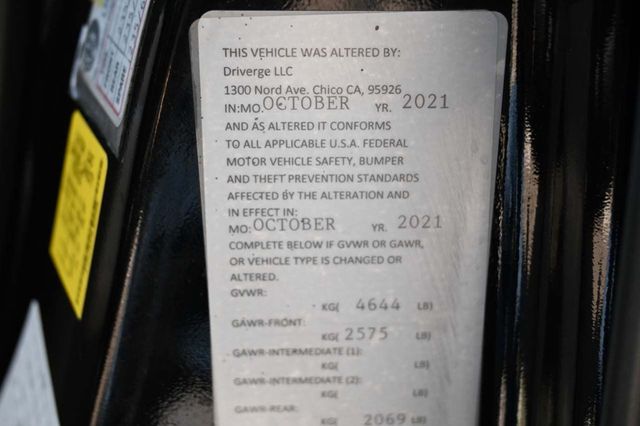 THIS VEHICLE WAS ALTERED BY:
Driverge LLC
1300 Nord Ave. Chico CA, 95926
IN:MO. OCTOBER YR. 2021
AND AS ALTERED IT CONFORMS
TO ALL APPLICABLE U.S.A. FEDERAL
MOTOR VEHICLE SAFETY, BUMPER
AND THEFT PREVENTION STANDARDS
AFFECTED BY THE ALTERATION AND
IN EFFECT IN:
MO: OCTOBER YR. 2021
COMPLETE BELOW IF GVWR OR GAWR,
OR VEHICLE TYPE IS CHANGED OR
ALTERED.
GVWR:
KG( 4644 LB)
GAWR-FRONT:
KG( 2575 LB)
GAWR-INTERMEDIATE (1):
KG( LB)
GAWR-INTERMEDIATE (2):
KG( LB)
GAWR-REAR:
KG( 2069 LB)